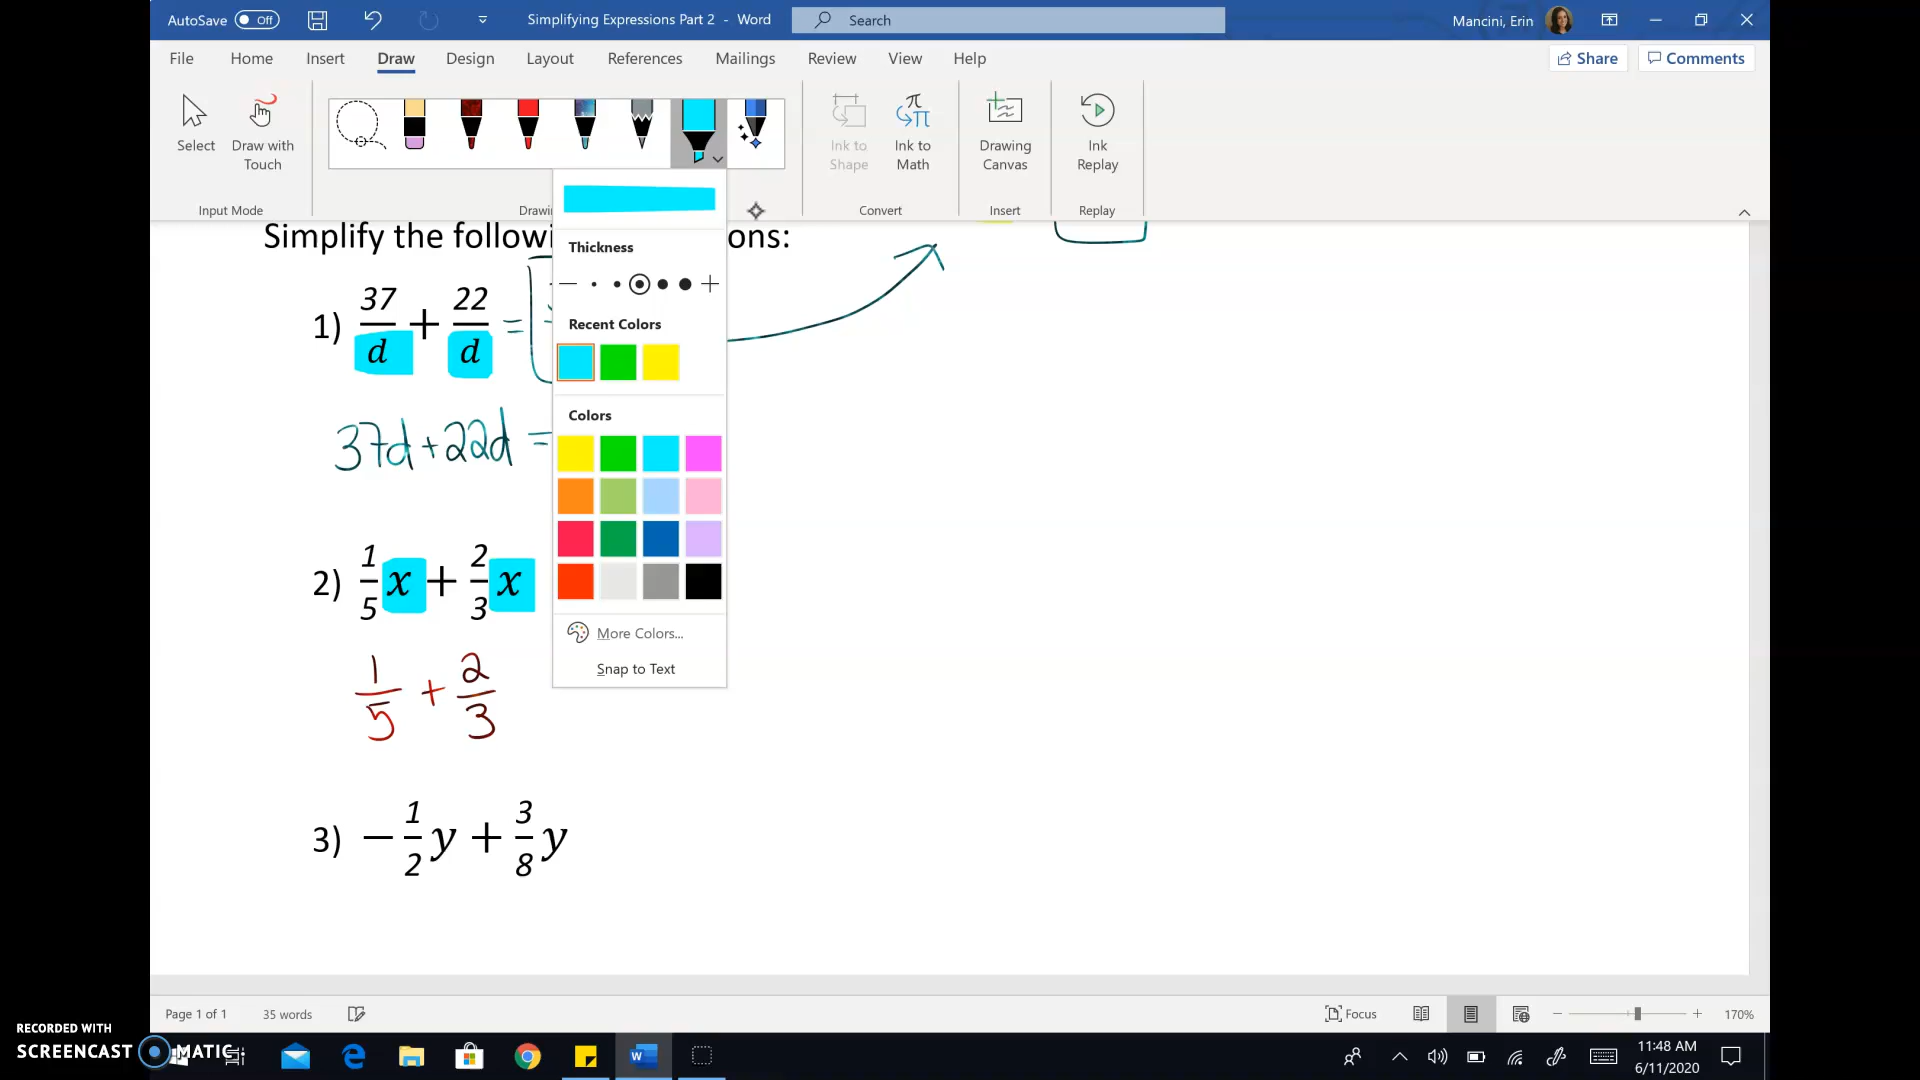 AutoSave Off Simplifying Expressions Part 2 - Word Search Mancini, Erin
File Home Insert Draw Design Layout References Mailings Review View Help Share Comments
Select Draw with Touch Ink to Shape Ink to Math Drawing Canvas Ink Replay
Input Mode Drawi Convert Insert Replay
Simplify the followi ons:
Thickness
Recent Colors
Colors
More Colors...
Snap to Text
1) 37/d + 22/d =
37d+22d =
2) 1/5 x + 2/3 x
1/5 + 2/3
3) − 1/2 y + 3/8 y
Page 1 of 1 35 words Focus 170%
RECORDED WITH
SCREENCAST MATIC
11:48 AM
6/11/2020